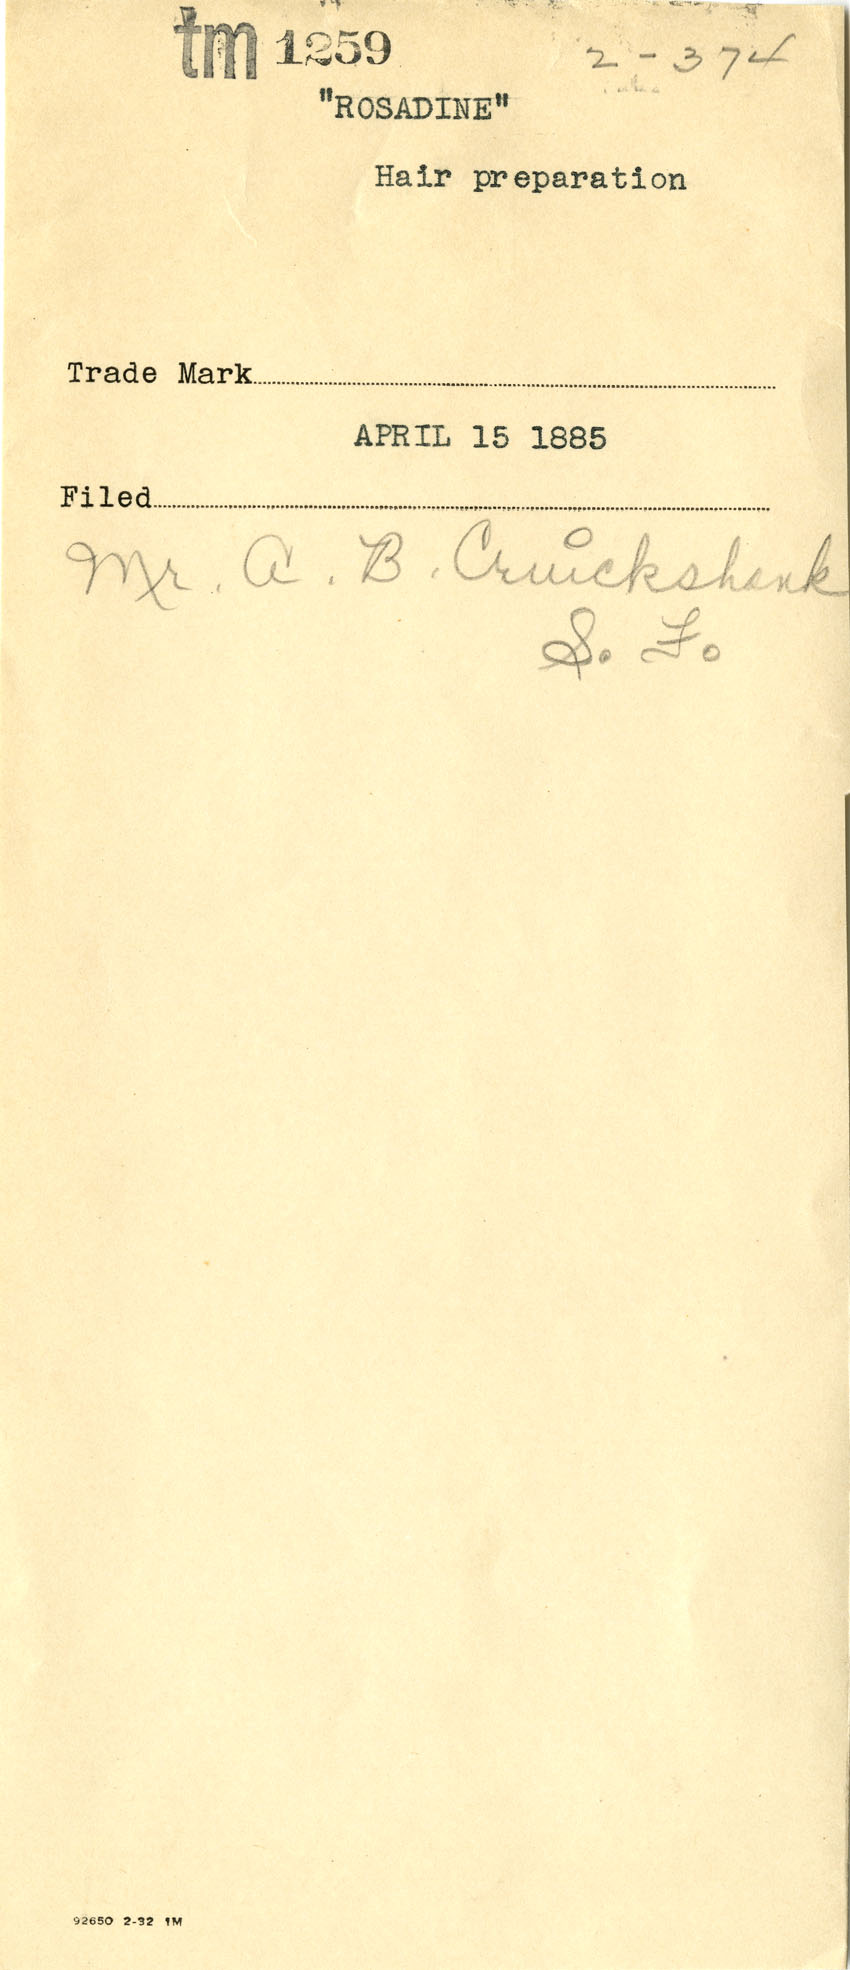 tm 1259
2-374
"ROSADINE"
Hair preparation
Trade Mark
APRIL 15 1885
Filed
Mr. A. B. Cruickshank
S. F.
92650 2-32 1M